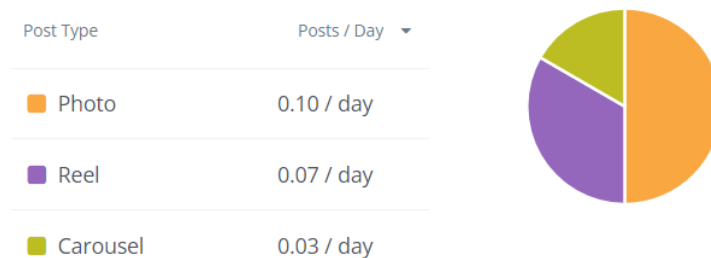 Post Type Posts / Day
Photo 0.10 / day
Reel 0.07 / day
Carousel 0.03 / day